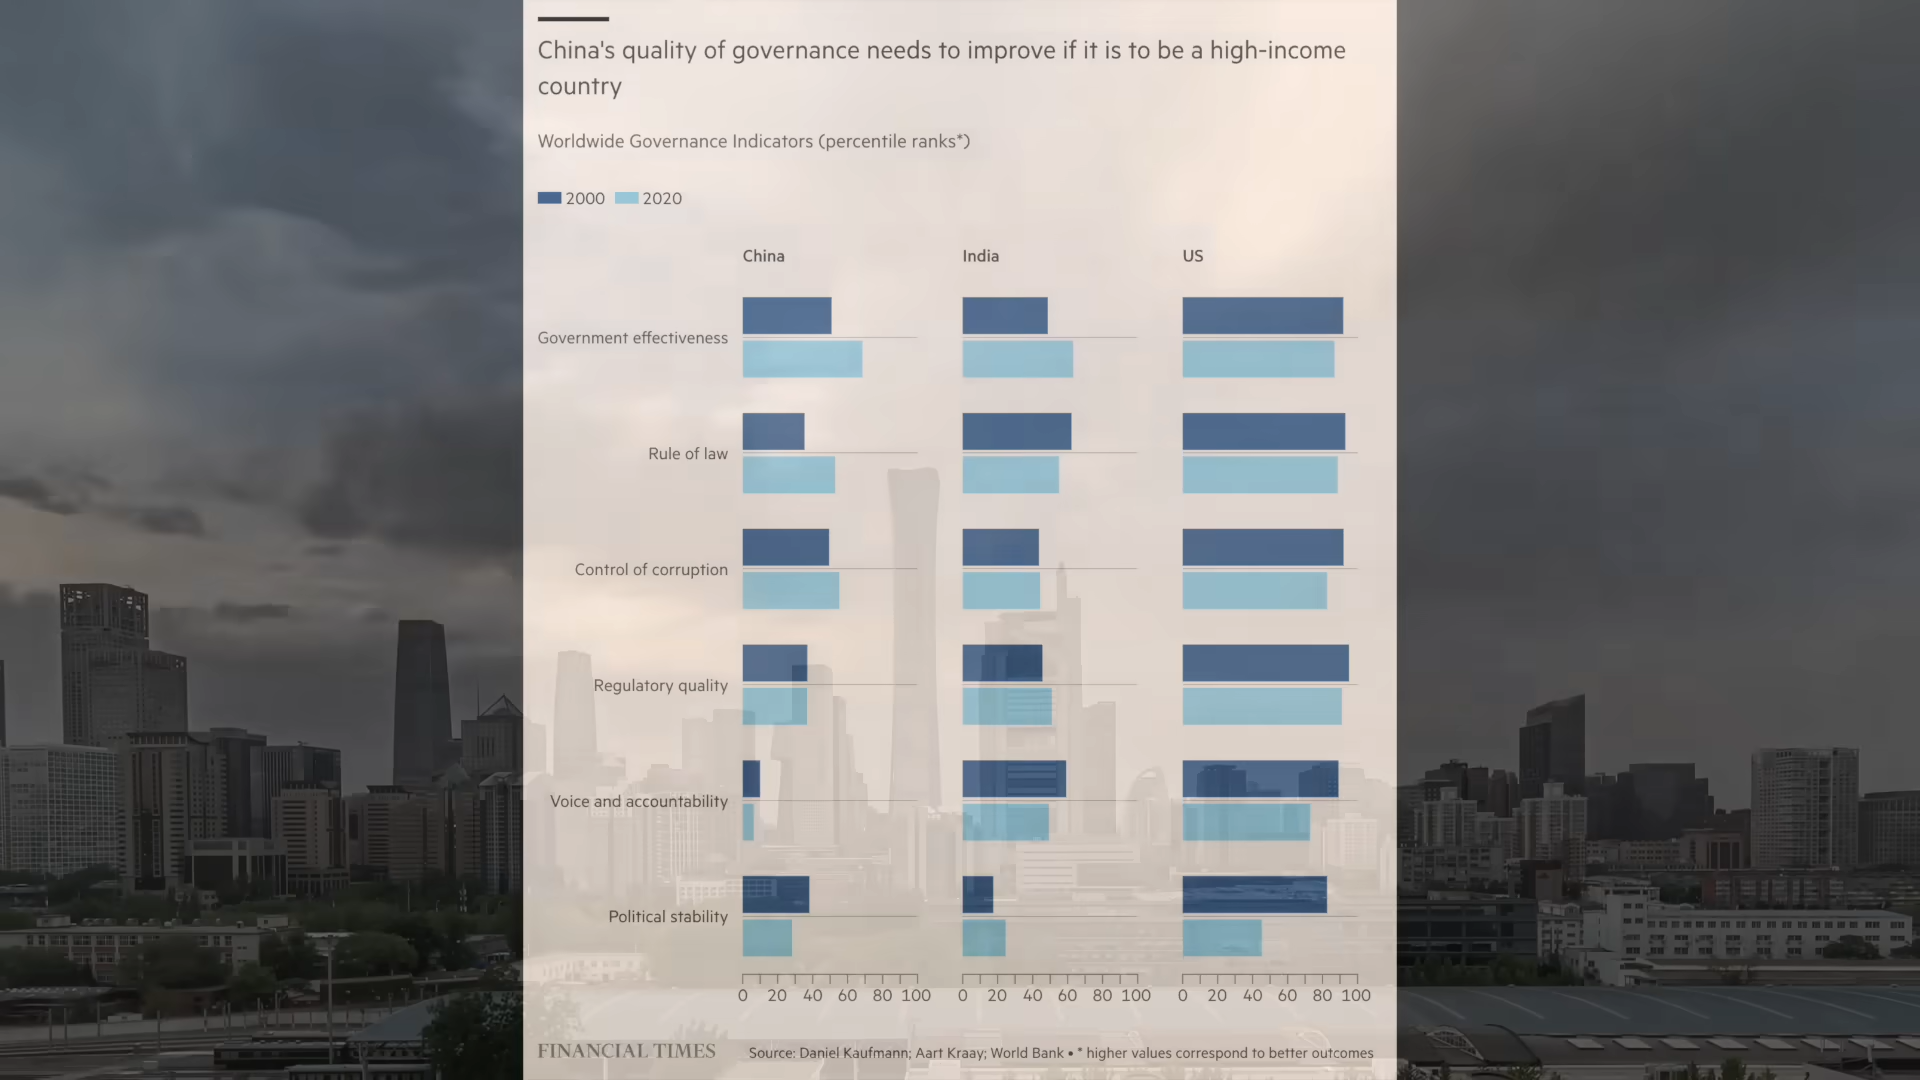 China's quality of governance needs to improve if it is to be a high-income
country
Worldwide Governance Indicators (percentile ranks*)
2000 2020
China India US
Government effectiveness
Rule of law
Control of corruption
Regulatory quality
Voice and accountability
Political stability
0 20 40 60 80 100 0 20 40 60 80 100 0 20 40 60 80 100
FINANCIAL TIMES Source: Daniel Kaufmann; Aart Kraay; World Bank • * higher values correspond to better outcomes